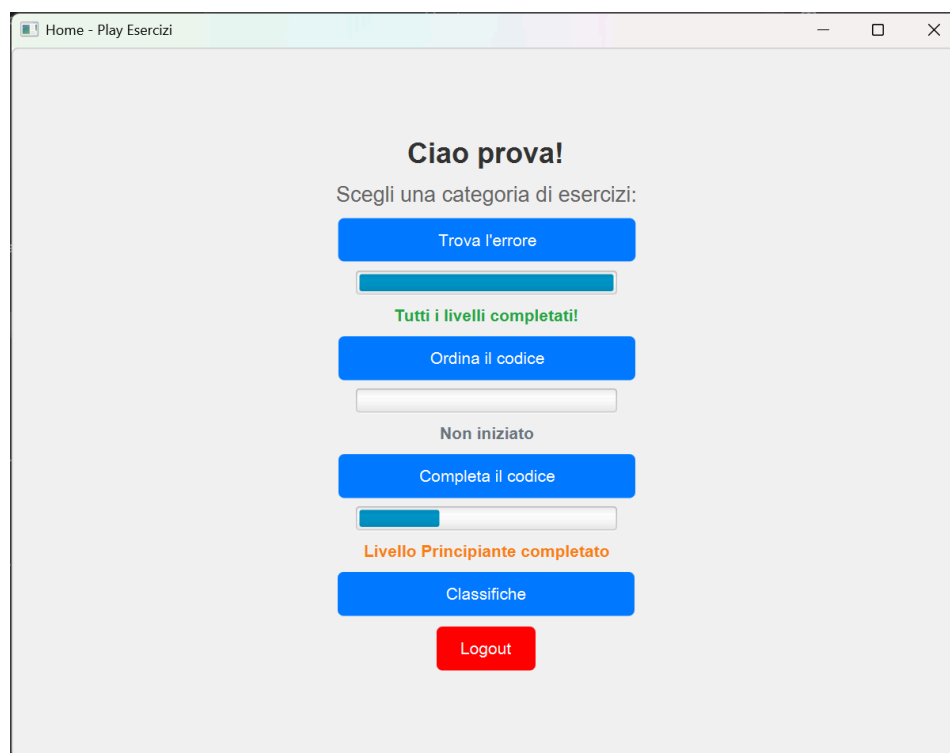 Home - Play Esercizi
Ciao prova!
Scegli una categoria di esercizi:
Trova l'errore
Tutti i livelli completati!
Ordina il codice
Non iniziato
Completa il codice
Livello Principiante completato
Classifiche
Logout